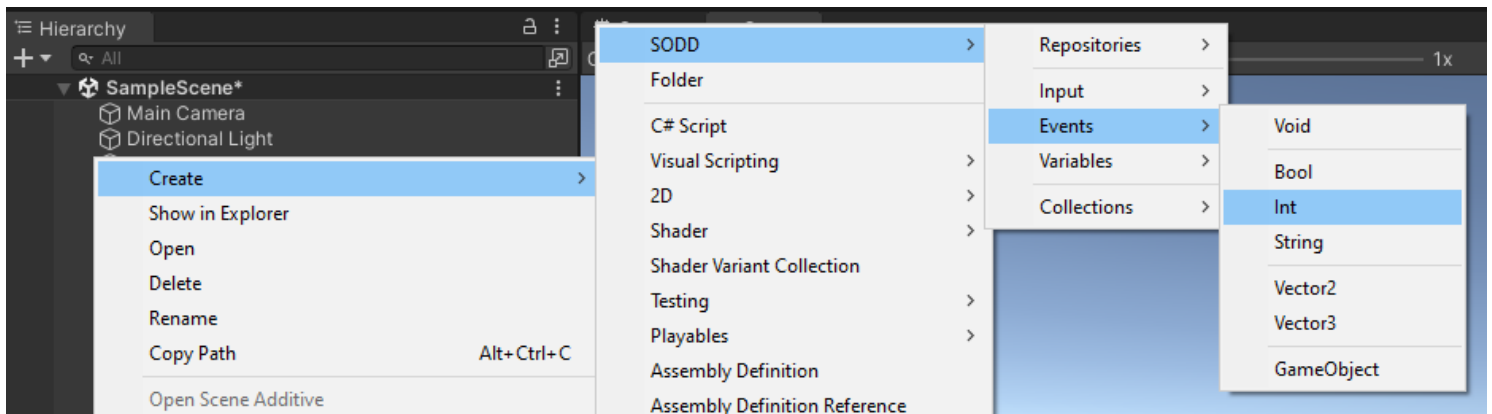 Hierarchy
All
SampleScene*
Main Camera
Directional Light
Create
Show in Explorer
Open
Delete
Rename
Copy Path Alt+Ctrl+C
Open Scene Additive
SODD
Folder
C# Script
Visual Scripting
2D
Shader
Shader Variant Collection
Testing
Playables
Assembly Definition
Assembly Definition Reference
Repositories
Input
Events
Variables
Collections
Void
Bool
Int
String
Vector2
Vector3
GameObject
1x